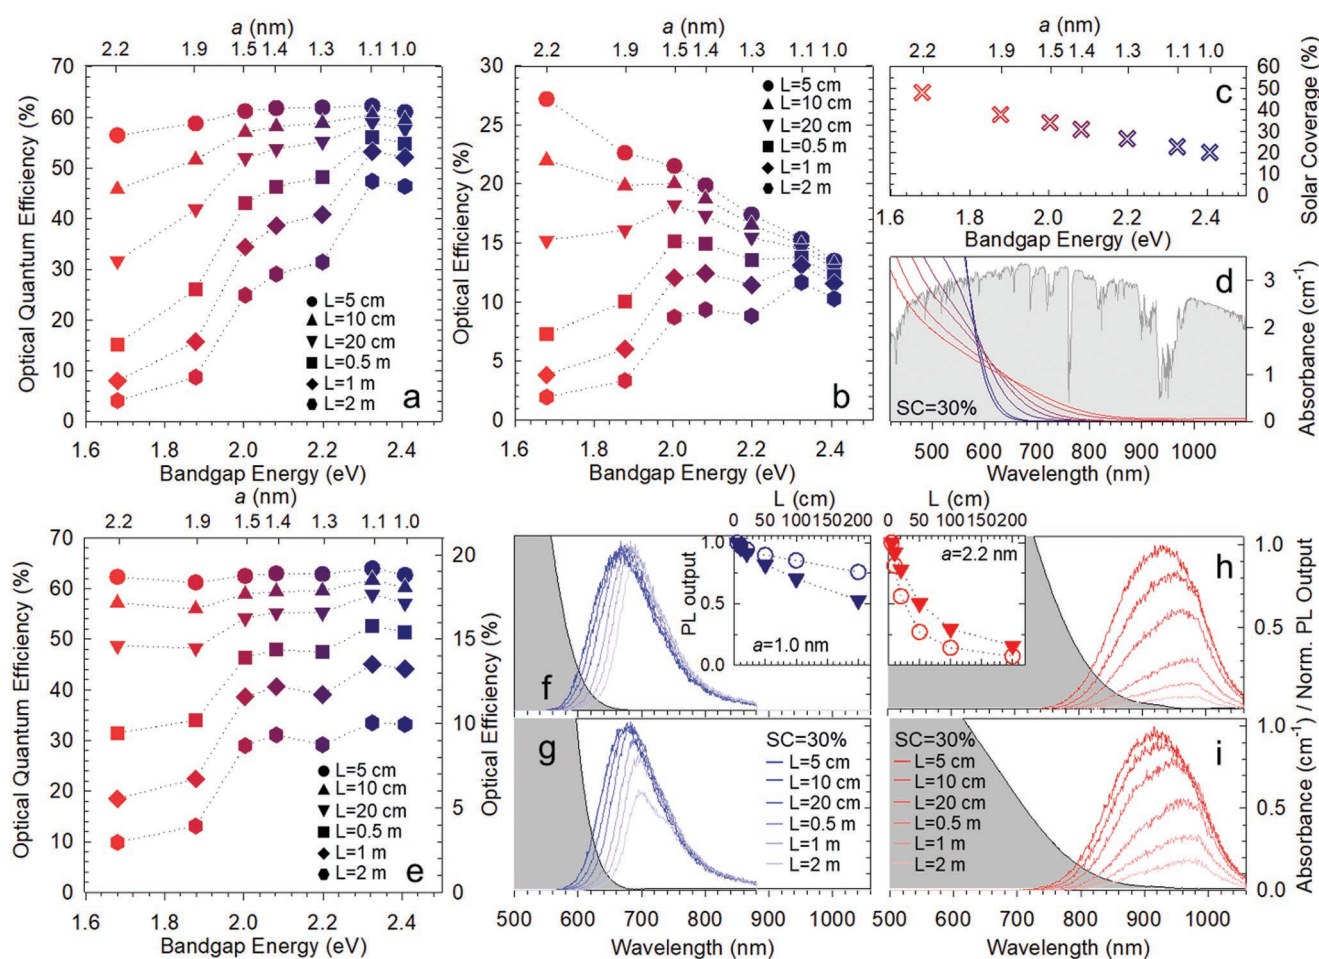 a (nm)
2.2 1.9 1.5 1.4 1.3 1.1 1.0
Optical Quantum Efficiency (%)
70
60
50
40
30
20
10
0
L=5 cm
L=10 cm
L=20 cm
L=0.5 m
L=1 m
L=2 m
a
1.6 1.8 2.0 2.2 2.4
Bandgap Energy (eV)
a (nm)
2.2 1.9 1.5 1.4 1.3 1.1 1.0
Optical Efficiency (%)
30
25
20
15
10
5
0
L=5 cm
L=10 cm
L=20 cm
L=0.5 m
L=1 m
L=2 m
b
1.6 1.8 2.0 2.2 2.4
Bandgap Energy (eV)
a (nm)
2.2 1.9 1.5 1.4 1.3 1.1 1.0
c
60
50
40
30
20
10
0
Solar Coverage (%)
1.6 1.8 2.0 2.2 2.4
Bandgap Energy (eV)
d
SC=30%
3
2
1
0
Absorbance (cm-1)
500 600 700 800 900 1000
Wavelength (nm)
a (nm)
2.2 1.9 1.5 1.4 1.3 1.1 1.0
Optical Quantum Efficiency (%)
70
60
50
40
30
20
10
0
L=5 cm
L=10 cm
L=20 cm
L=0.5 m
L=1 m
L=2 m
e
20
15
10
5
0
Optical Efficiency (%)
1.6 1.8 2.0 2.2 2.4
Bandgap Energy (eV)
L (cm)
0 50 100 150 200
PL output
1.0
0.5
0.0
a=1.0 nm
f
0 50 100 150 200
a=2.2 nm
h
g
SC=30%
L=5 cm
L=10 cm
L=20 cm
L=0.5 m
L=1 m
L=2 m
500 600 700 800 900 1000
Wavelength (nm)
SC=30%
L=5 cm
L=10 cm
L=20 cm
L=0.5 m
L=1 m
L=2 m
i
1.0
0.5
1.0
0.5
0.0
Absorbance (cm-1) / Norm. PL Output
500 600 700 800 900 1000
Wavelength (nm)